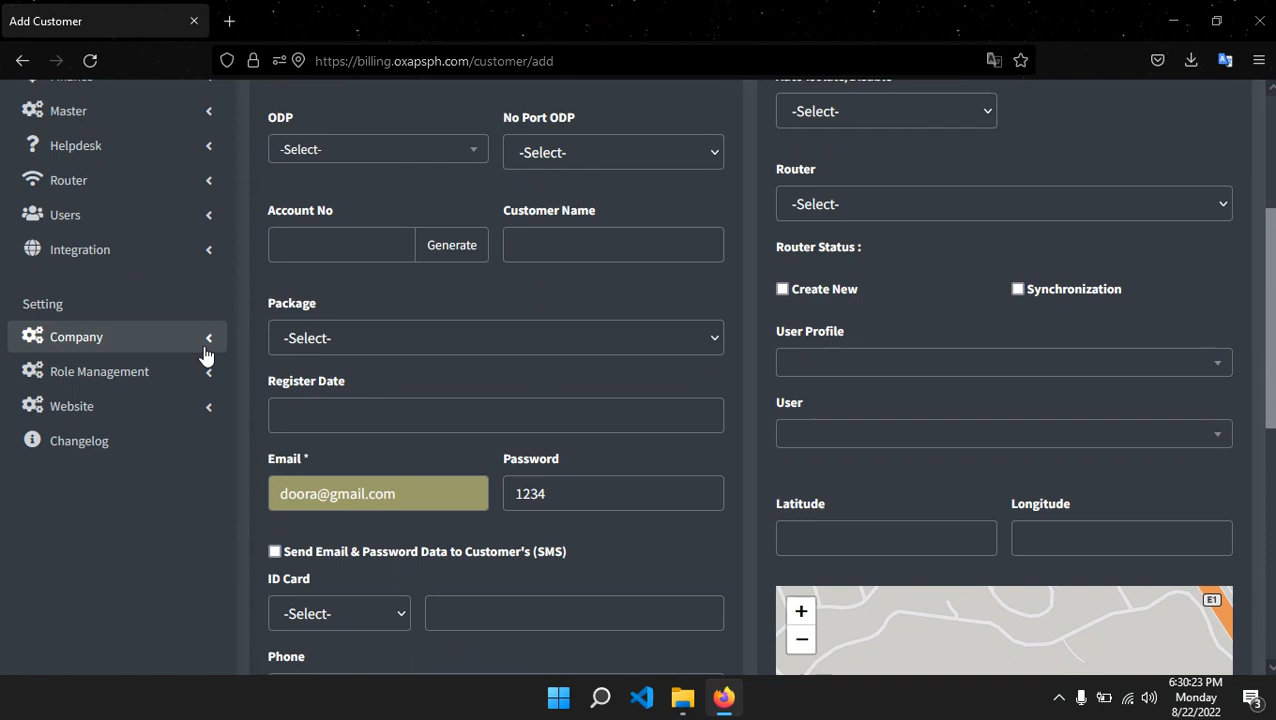 Add Customer
https://billing.oxapsph.com/customer/add
Master
Helpdesk
Router
Users
Integration
Setting
Company
Role Management
Website
Changelog
ODP
No Port ODP
-Select-
-Select-
Account No
Customer Name
Generate
Package
-Select-
Register Date
Email *
Password
doora@gmail.com
1234
Send Email & Password Data to Customer's (SMS)
ID Card
-Select-
Phone
-Select-
Router
-Select-
Router Status :
Create New
Synchronization
User Profile
User
Latitude
Longitude
+
−
E1
6:30:23 PM
Monday
8/22/2022
3